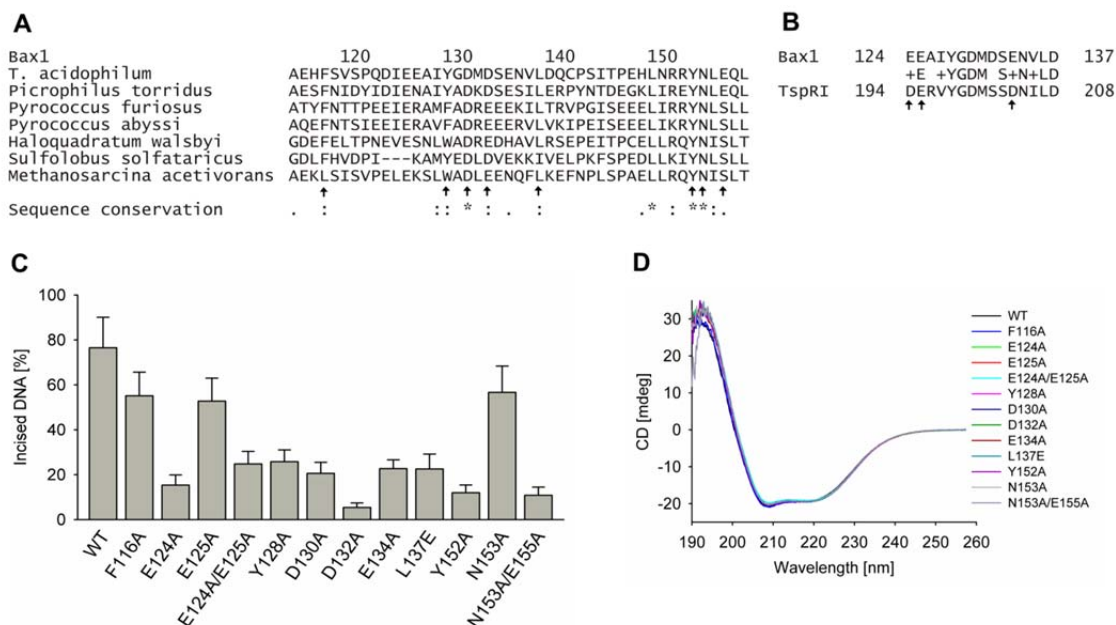 A
Bax1 120 130 140 150
T. acidophilum AEHFSVSPQDIEEAIYGDMDSENVLDQCPSITPEHLNRRYNLEQL
Picrophilus torridus AESFNIDYIDIENAIYADKDSESILERPYNTDEGKLIREYNLEQL
Pyrococcus furiosus ATYFNTTPEEIERAMFADREEEKILTRVPGISPEGLIRRYNLSLL
Pyrococcus abyssi AQEFNTSIEEIERAVFADREEERVLVKIPEISPEELIKRYNLSLL
Haloquadratum walsbyi GDEFELTPNEVESNLWADREDHAVLRSEPEITPCELLRQYNISLT
Sulfolobus solfataricus GDLFHVDPI---KAMYEDLDVEKKIVELPKFSPEDLLKIYNLSLL
Methanosarcina acetivorans AEKLSISVPELEKSLWADLEENQFLKEFNPLSPAELLRQYNISLT
Sequence conservation . : :: * : . : .* : **:.
B
Bax1 124 EEAIYGDMDSENVLD 137
+E +YGDM S+N+LD
TspRI 194 DERVYGDMSSDNILD 208
C
Incised DNA [%]
100
80
60
40
20
0
WT
F116A
E124A
E125A
E124A/E125A
Y128A
D130A
D132A
E134A
L137E
Y152A
N153A
N153A/E155A
D
CD [mdeg]
30
20
10
0
-10
-20
190 200 210 220 230 240 250 260
Wavelength [nm]
WT
F116A
E124A
E125A
E124A/E125A
Y128A
D130A
D132A
E134A
L137E
Y152A
N153A
N153A/E155A